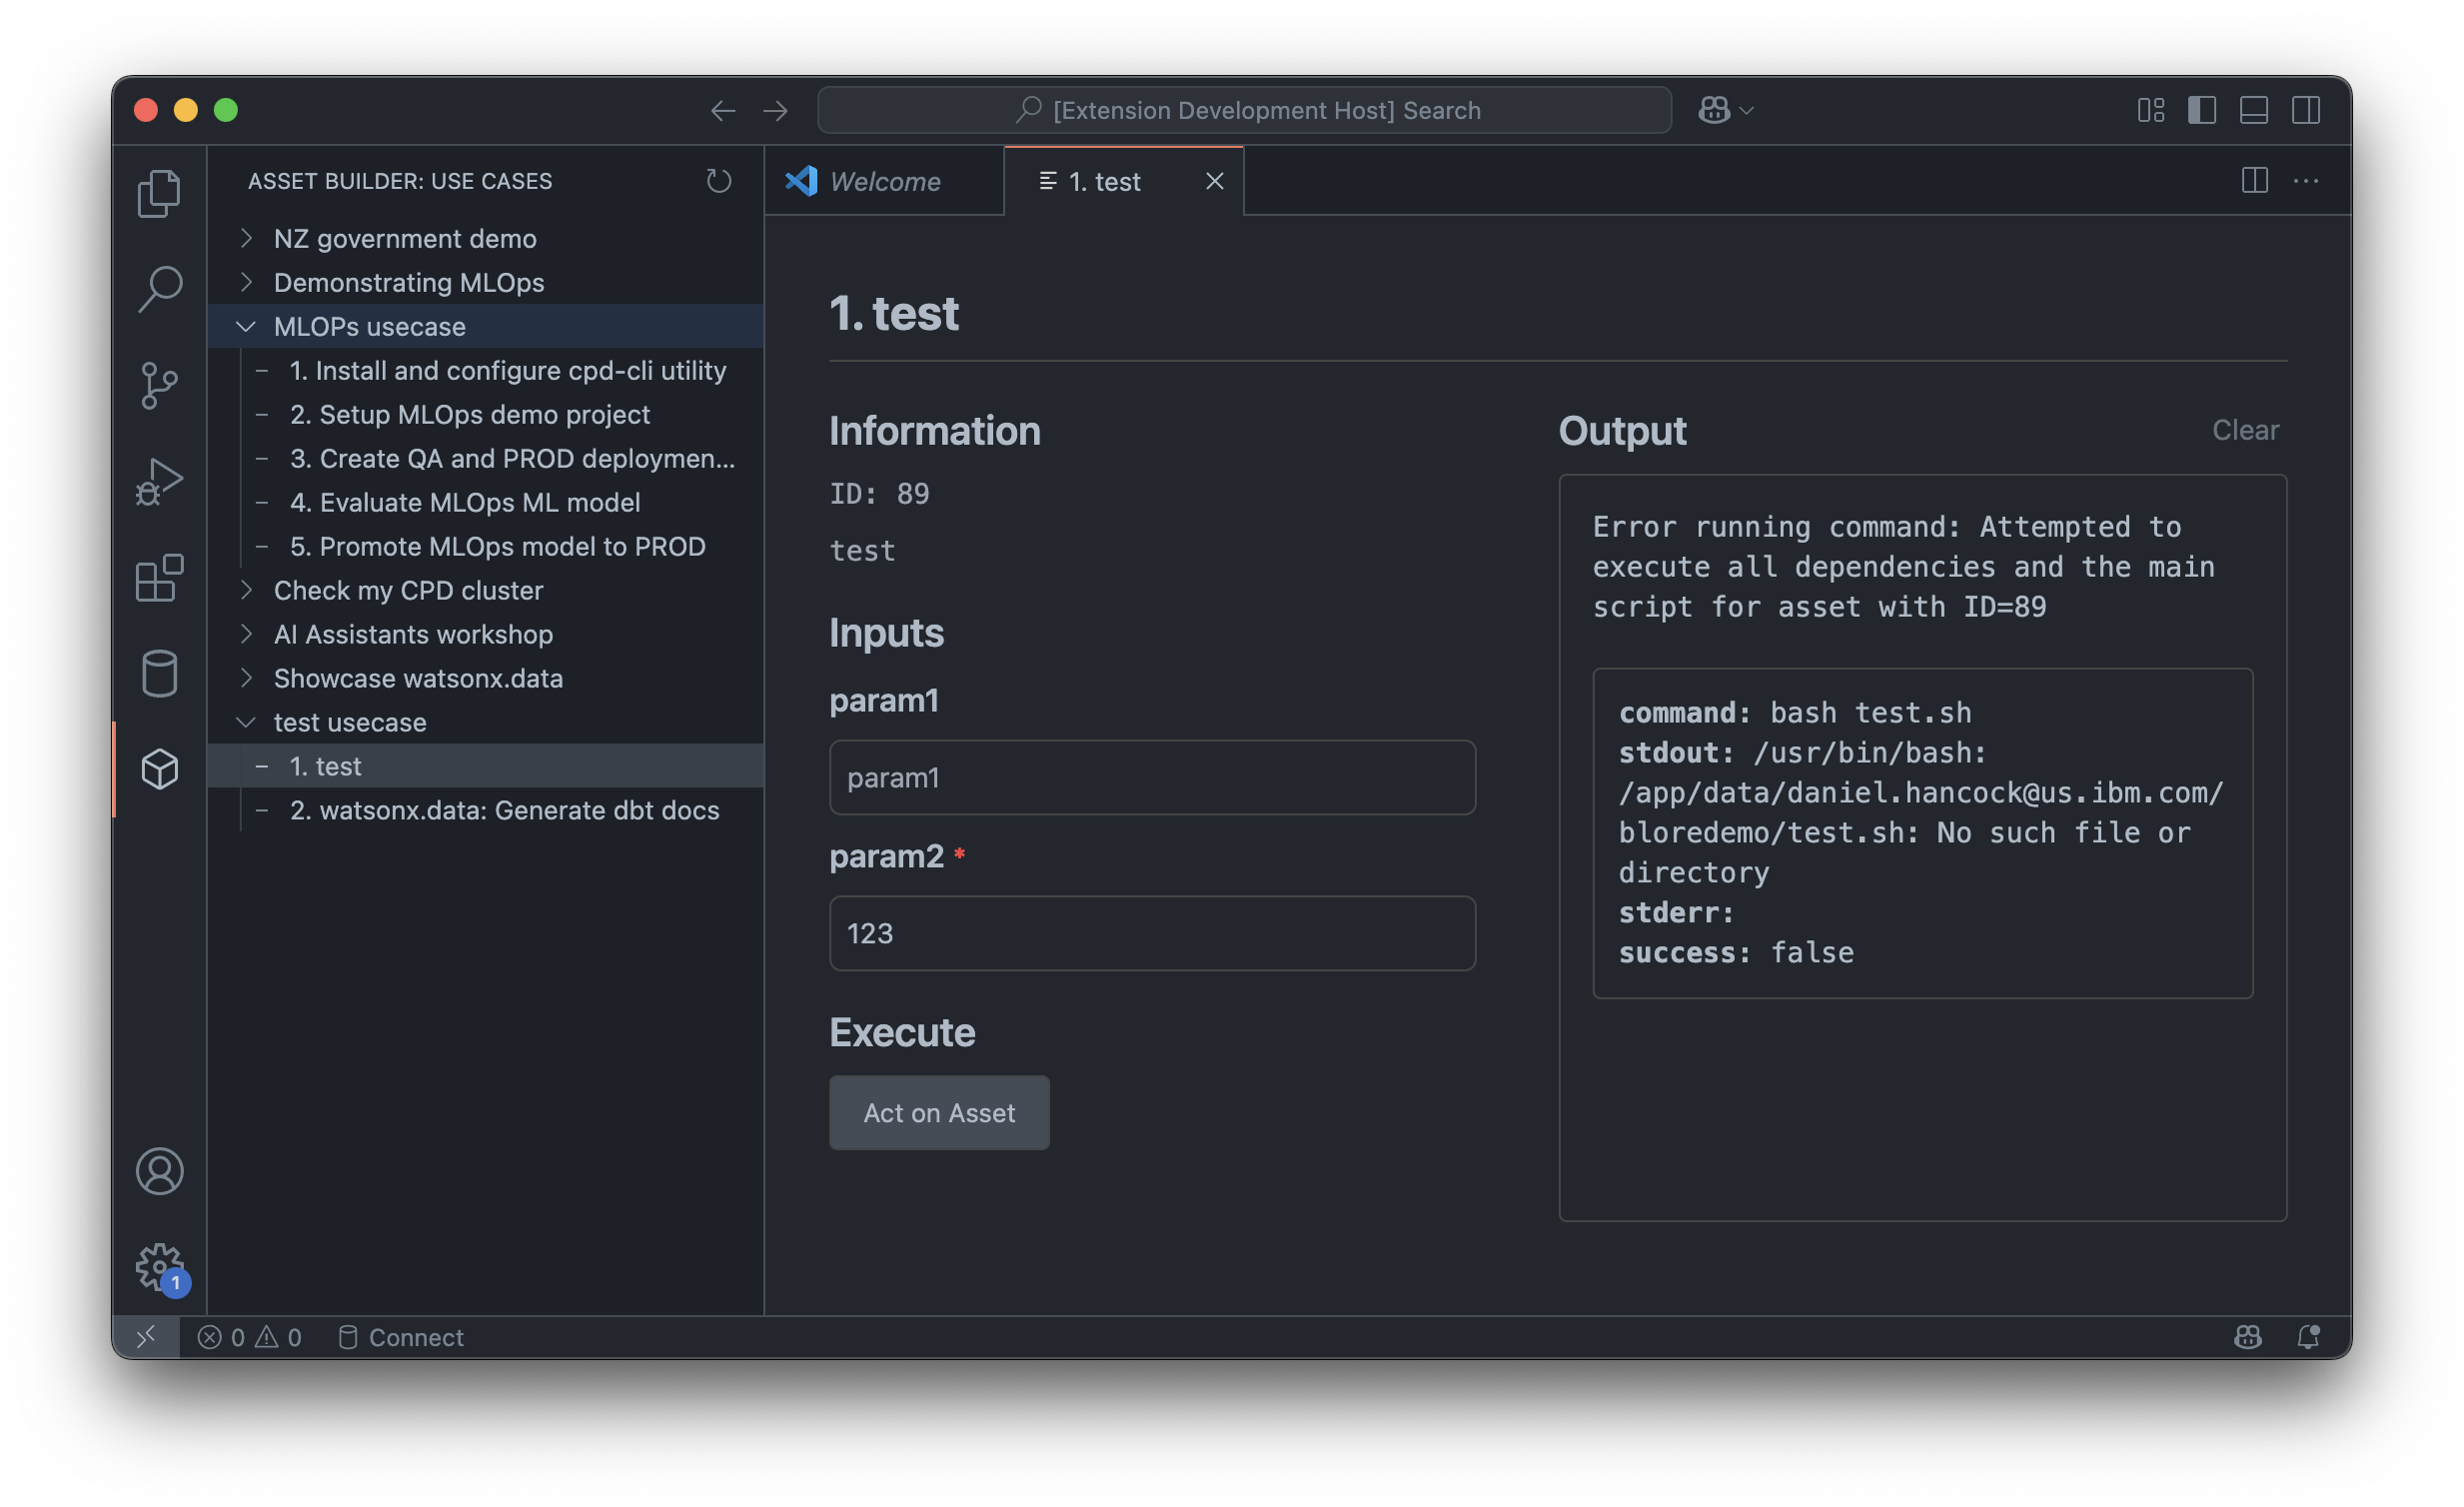 [Extension Development Host] Search
ASSET BUILDER: USE CASES
NZ government demo
Demonstrating MLOps
MLOPs usecase
1. Install and configure cpd-cli utility
2. Setup MLOps demo project
3. Create QA and PROD deploymen...
4. Evaluate MLOps ML model
5. Promote MLOps model to PROD
Check my CPD cluster
AI Assistants workshop
Showcase watsonx.data
test usecase
1. test
2. watsonx.data: Generate dbt docs
1
Welcome
1. test
1. test
Information
ID: 89
test
Inputs
param1
param1
param2 *
123
Execute
Act on Asset
Output
Clear
Error running command: Attempted to
execute all dependencies and the main
script for asset with ID=89
command: bash test.sh
stdout: /usr/bin/bash:
/app/data/daniel.hancock@us.ibm.com/
bloredemo/test.sh: No such file or
directory
stderr:
success: false
0 0 Connect